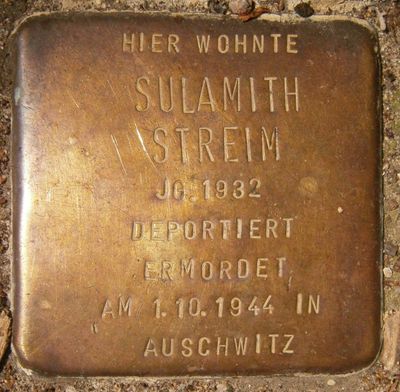 HIER WOHNTE
SULAMITH
STREIM
JG. 1932
DEPORTIERT
ERMORDET
AM 1.10.1944 IN
AUSCHWITZ